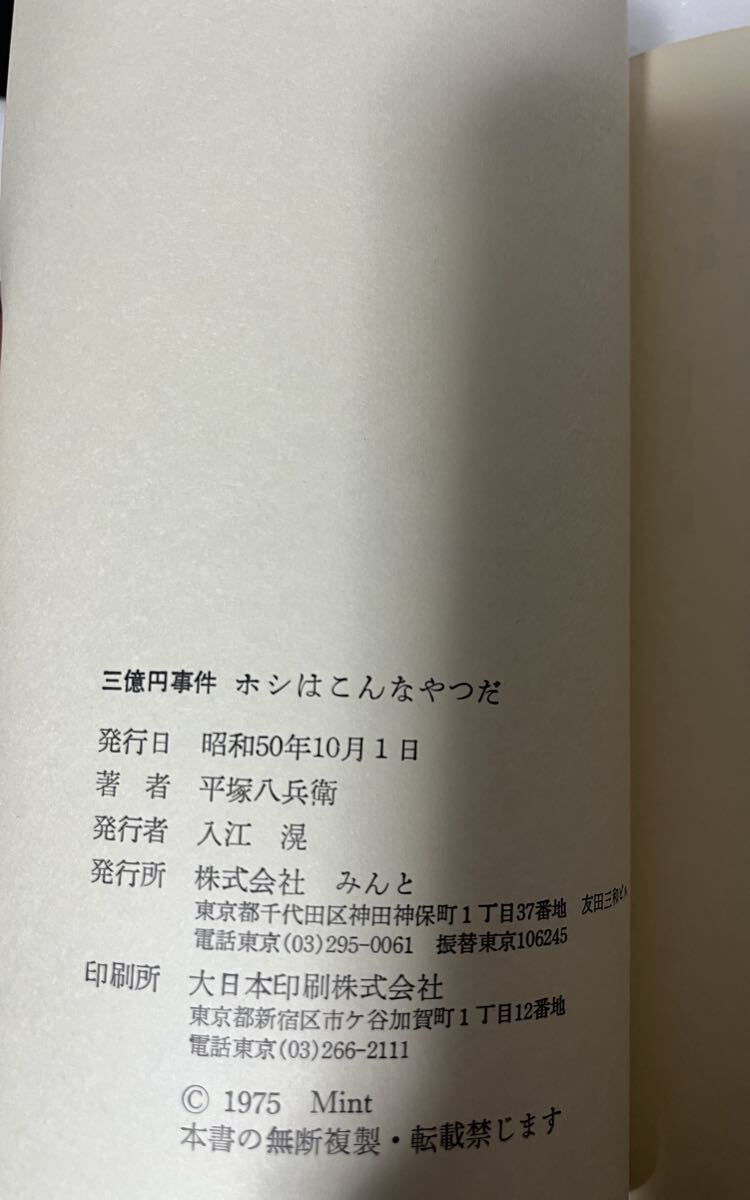 三億円事件 ホシはこんなやつだ
発行日 昭和50年10月1日
著者 平塚八兵衛
発行者 入江 滉
発行所 株式会社 みんと
東京都千代田区神田神保町1丁目37番地 友田三和ビル
電話東京(03)295-0061 振替東京106245
印刷所 大日本印刷株式会社
東京都新宿区市ケ谷加賀町1丁目12番地
電話東京(03)266-2111
© 1975 Mint
本書の無断複製・転載禁じます